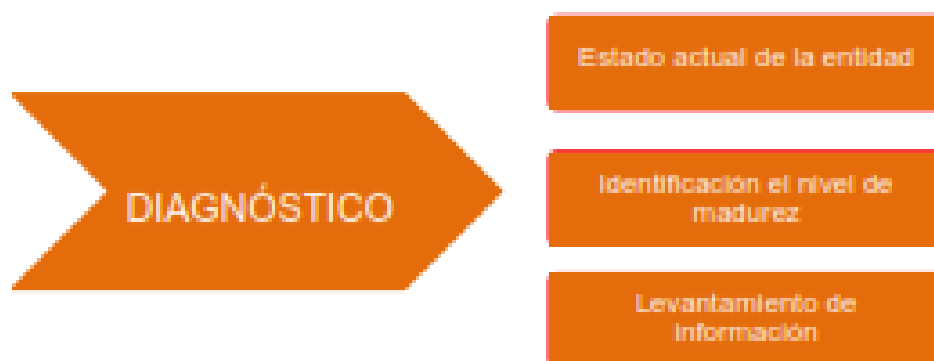 DIAGNÓSTICO
Estado actual de la entidad
Identificación el nivel de
madurez
Levantamiento de
información